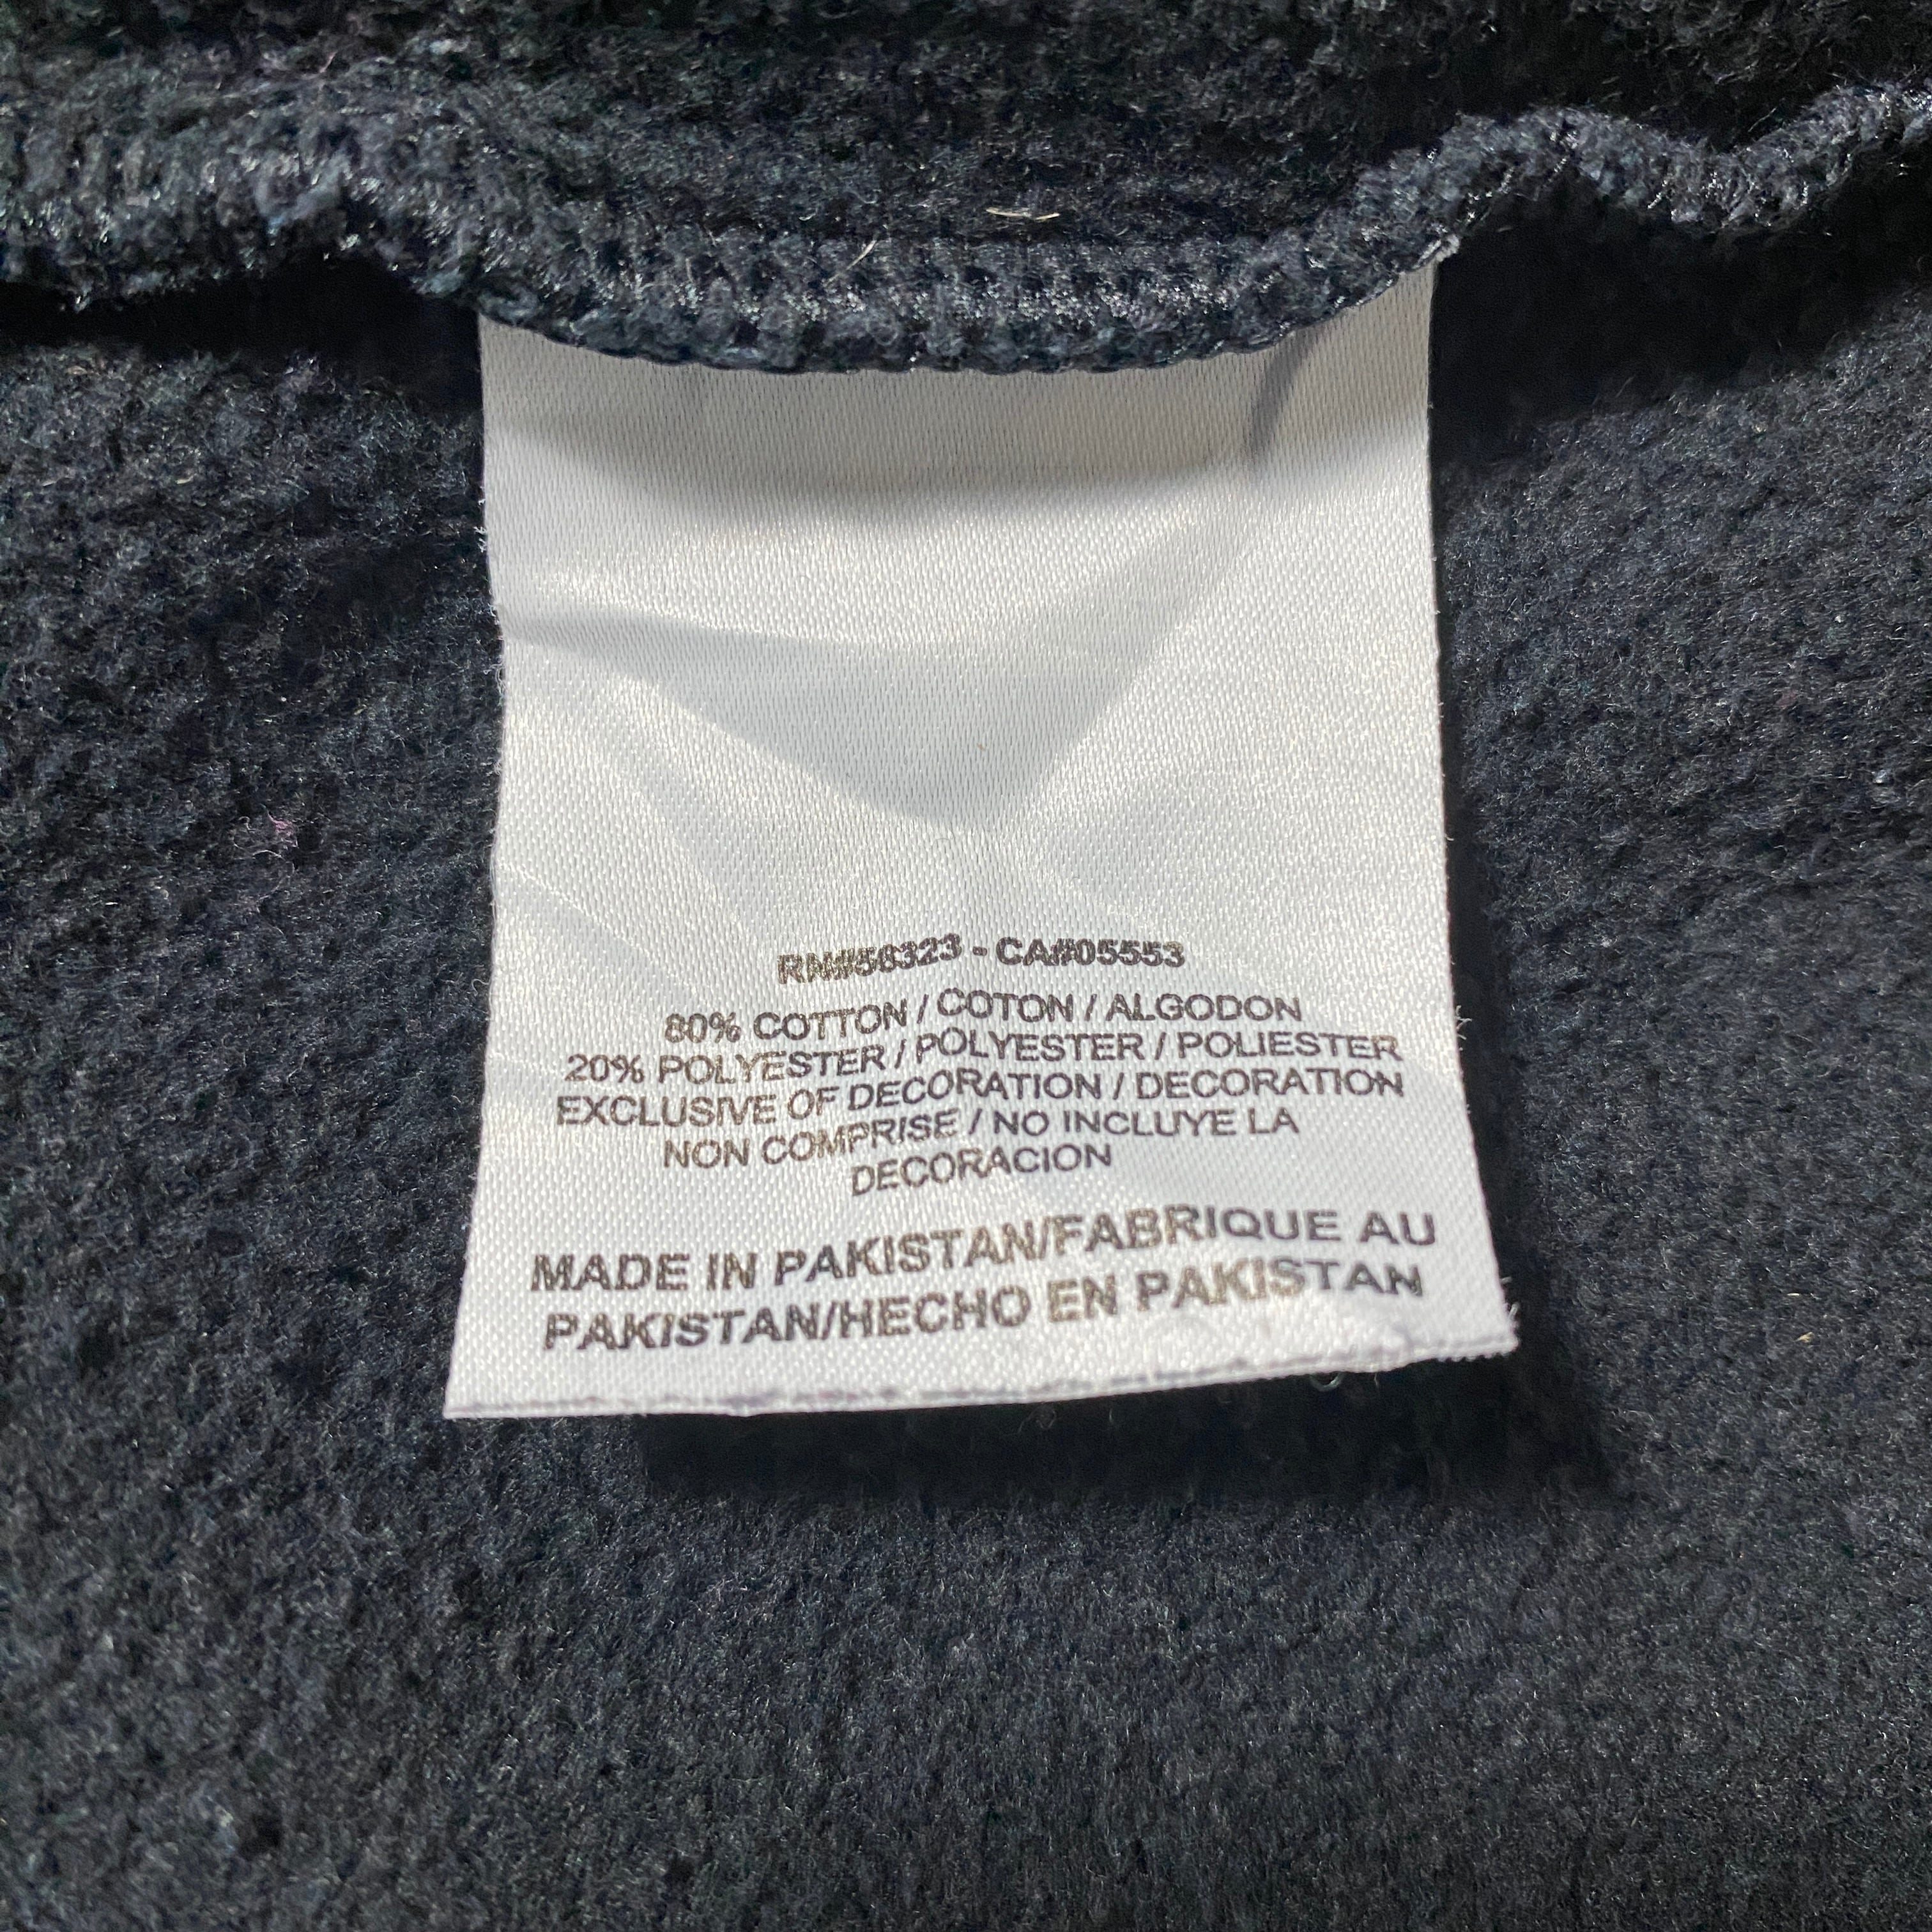 RN#56323 - CA#05553
80% COTTON / COTON / ALGODON
20% POLYESTER / POLYESTER / POLIESTER
EXCLUSIVE OF DECORATION / DECORATION
NON COMPRISE / NO INCLUYE LA
DECORACION
MADE IN PAKISTAN/FABRIQUE AU
PAKISTAN/HECHO EN PAKISTAN